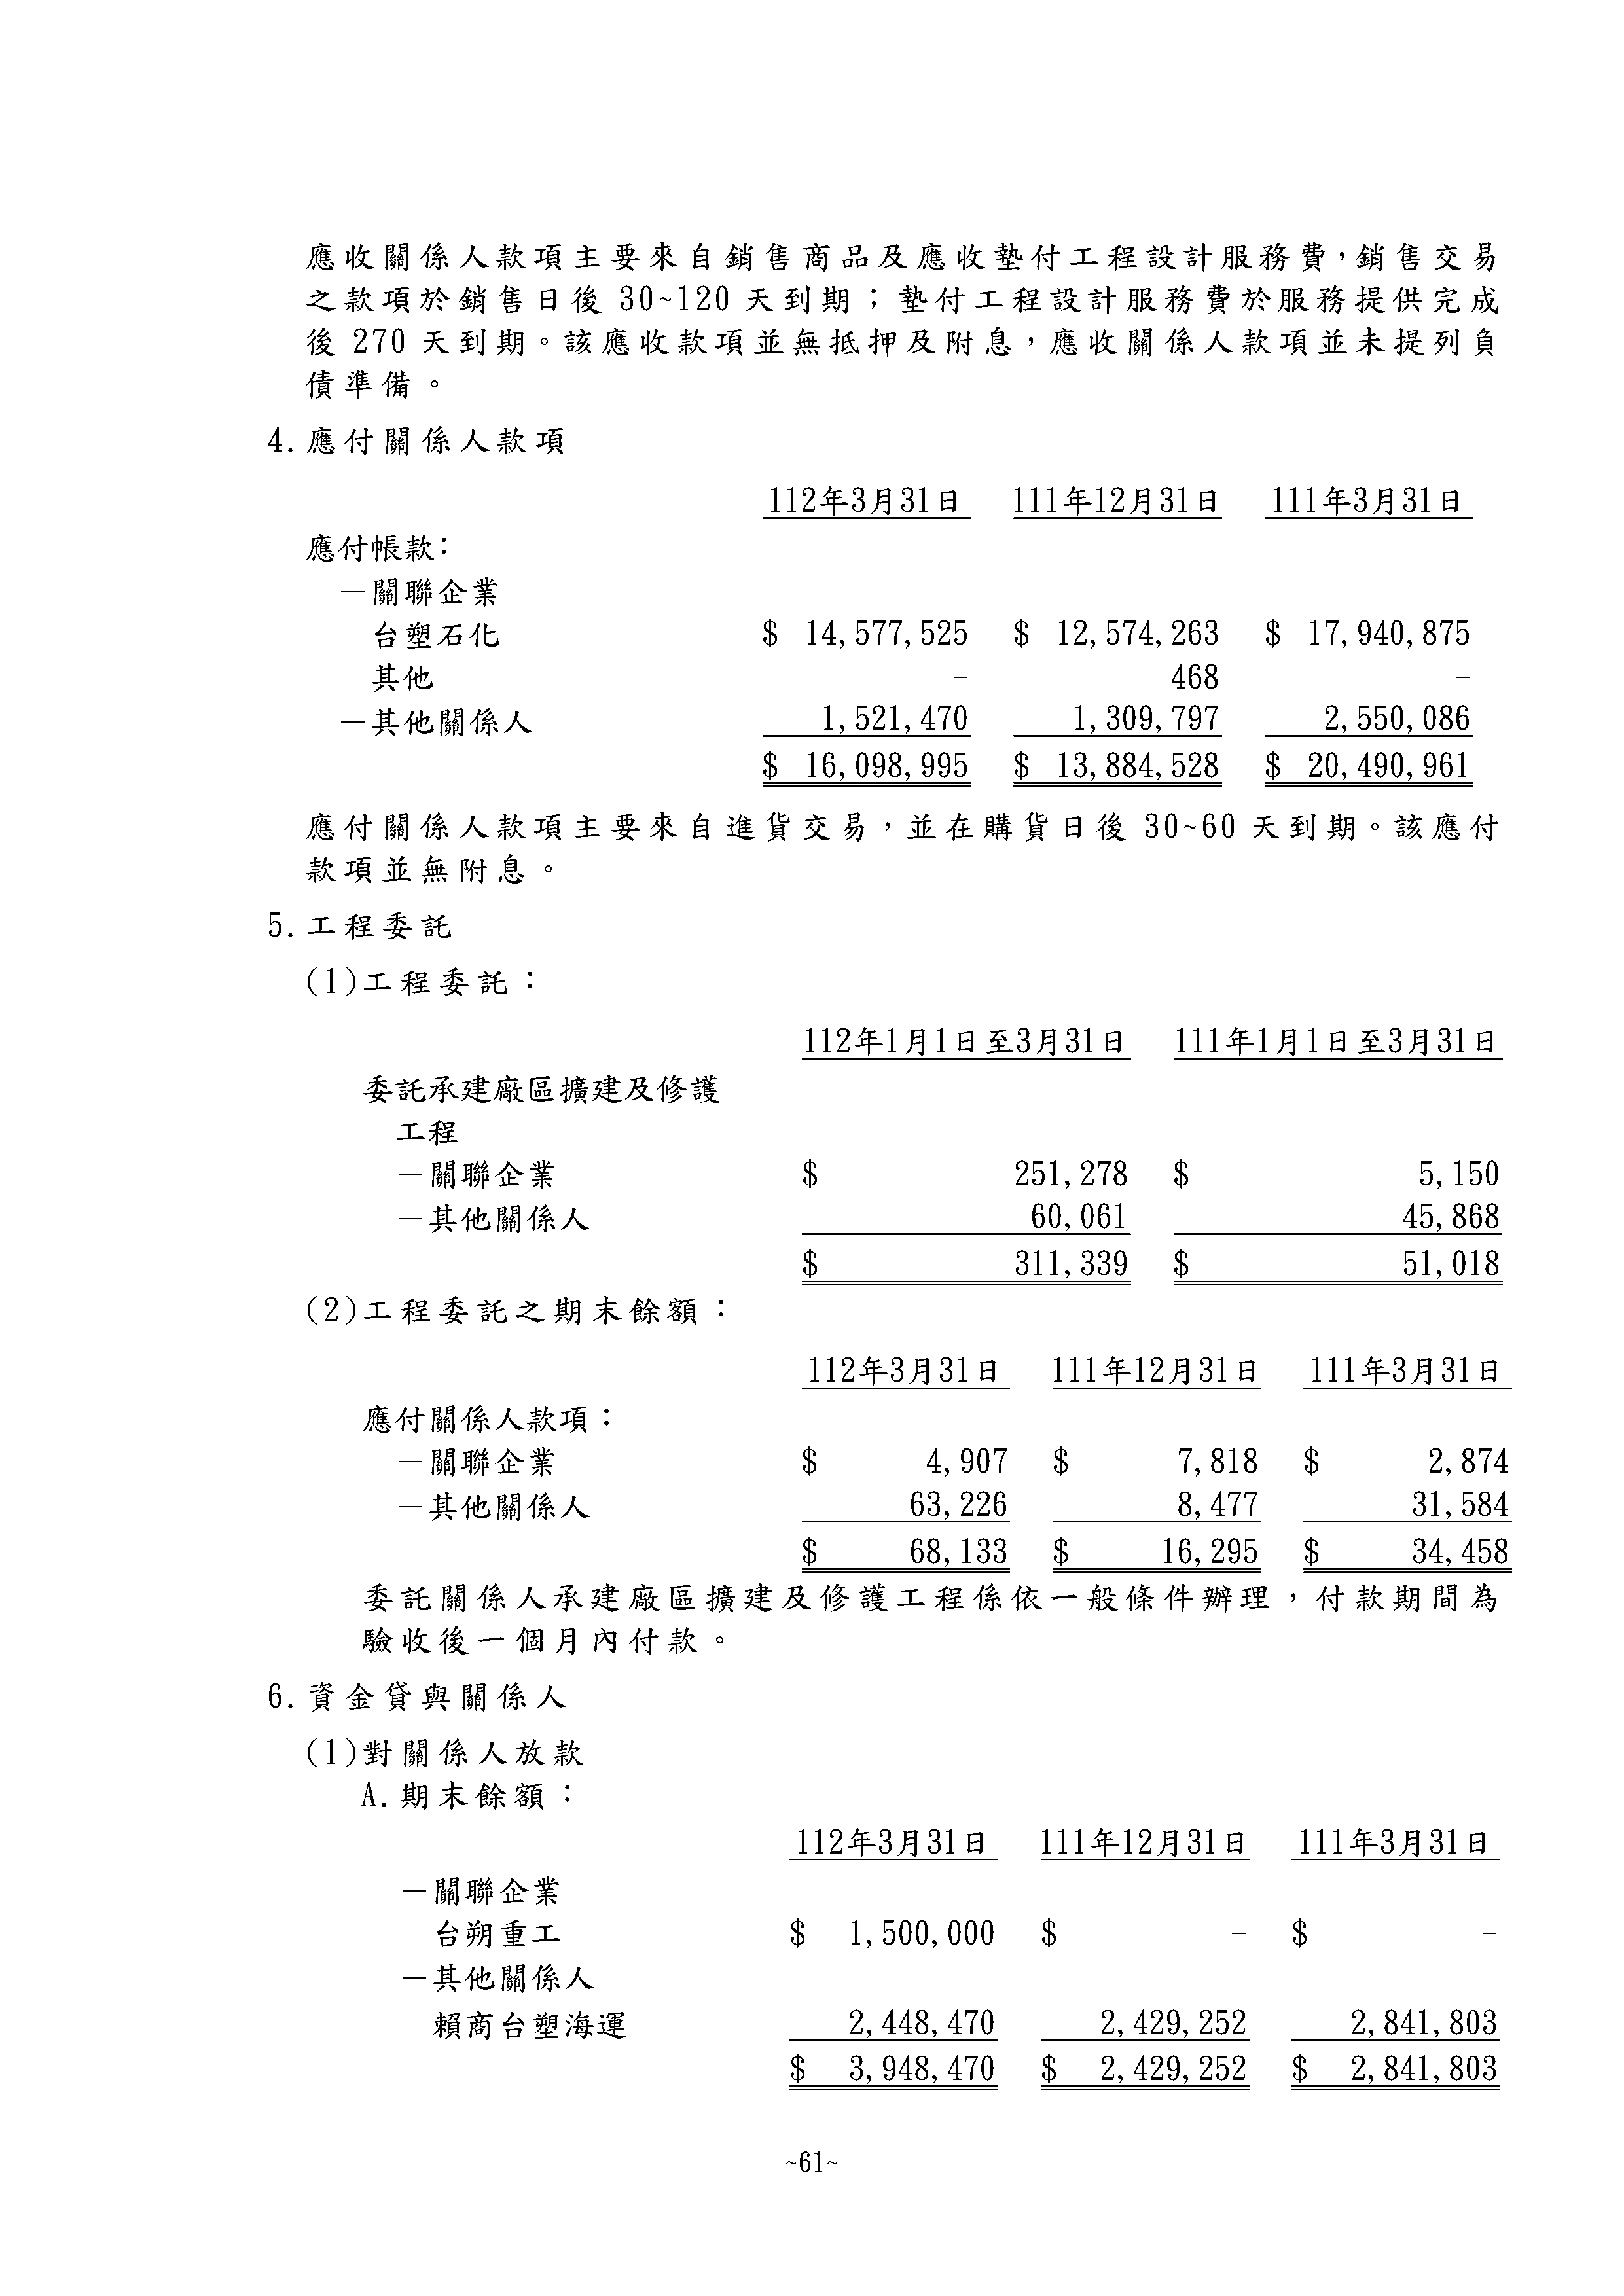 應收關係人款項主要來自銷售商品及應收墊付工程設計服務費，銷售交易
之款項於銷售日後 30~120 天到期；墊付工程設計服務費於服務提供完成
後 270 天到期。該應收款項並無抵押及附息，應收關係人款項並未提列負
債準備。
4.應付關係人款項
112年3月31日 111年12月31日 111年3月31日
應付帳款：
－關聯企業
台塑石化 $ 14,577,525 $ 12,574,263 $ 17,940,875
其他 - 468 -
－其他關係人 1,521,470 1,309,797 2,550,086
$ 16,098,995 $ 13,884,528 $ 20,490,961
應付關係人款項主要來自進貨交易，並在購貨日後 30~60 天到期。該應付
款項並無附息。
5.工程委託
(1)工程委託：
112年1月1日至3月31日 111年1月1日至3月31日
委託承建廠區擴建及修護
工程
－關聯企業 $ 251,278 $ 5,150
－其他關係人 60,061 45,868
$ 311,339 $ 51,018
(2)工程委託之期末餘額：
112年3月31日 111年12月31日 111年3月31日
應付關係人款項：
－關聯企業 $ 4,907 $ 7,818 $ 2,874
－其他關係人 63,226 8,477 31,584
$ 68,133 $ 16,295 $ 34,458
委託關係人承建廠區擴建及修護工程係依一般條件辦理，付款期間為
驗收後一個月內付款。
6.資金貸與關係人
(1)對關係人放款
A.期末餘額：
112年3月31日 111年12月31日 111年3月31日
－關聯企業
台朔重工 $ 1,500,000 $ - $ -
－其他關係人
賴商台塑海運 2,448,470 2,429,252 2,841,803
$ 3,948,470 $ 2,429,252 $ 2,841,803
~61~